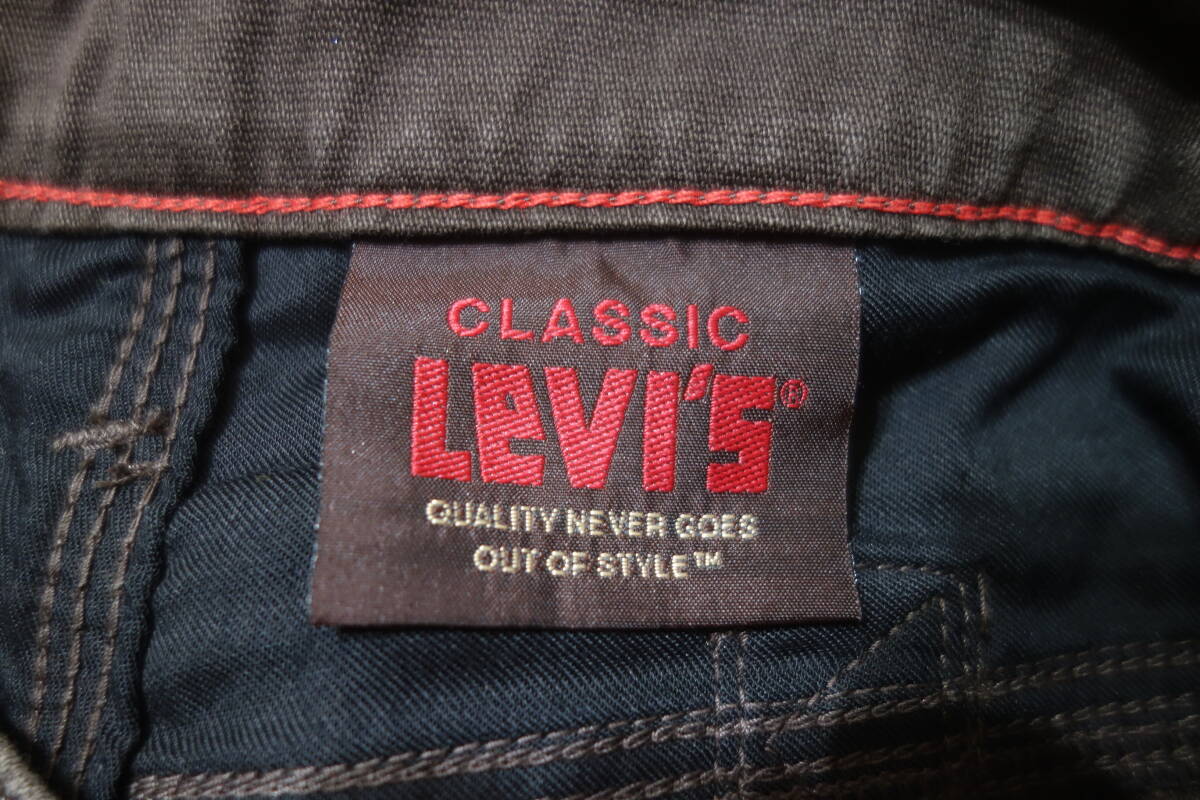 CLASSIC
LEVI'S®
QUALITY NEVER GOES
OUT OF STYLE™